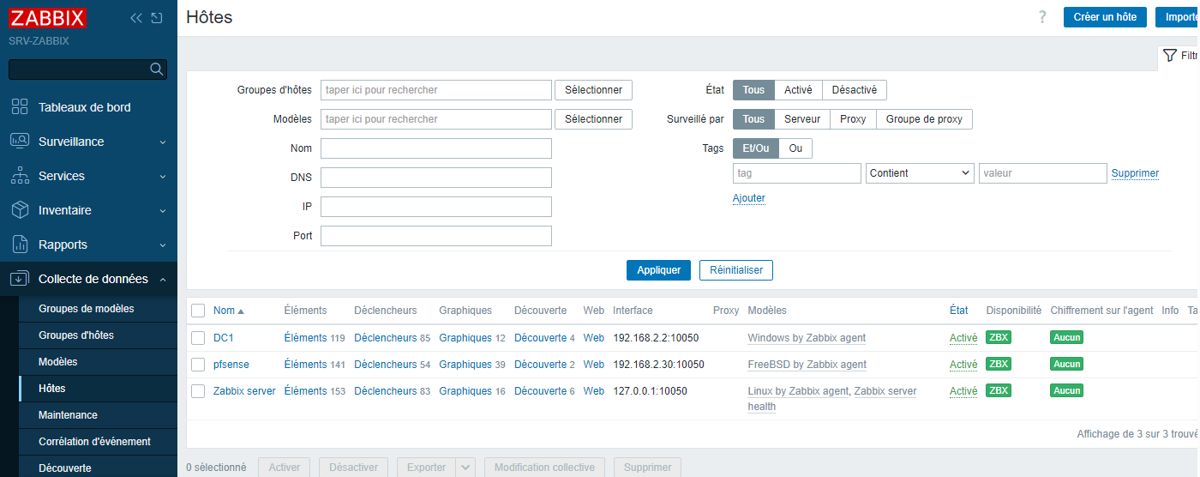 ZABBIX
SRV-ZABBIX
Tableaux de bord
Surveillance
Services
Inventaire
Rapports
Collecte de données
Groupes de modèles
Groupes d'hôtes
Modèles
Hôtes
Maintenance
Corrélation d'événement
Découverte
Hôtes
? Créer un hôte Importe
Filtr
Groupes d'hôtes taper ici pour rechercher Sélectionner État Tous Activé Désactivé
Modèles taper ici pour rechercher Sélectionner Surveillé par Tous Serveur Proxy Groupe de proxy
Nom Tags Et/Ou Ou
DNS tag Contient valeur Supprimer
IP Ajouter
Port
Appliquer Réinitialiser
Nom Éléments Déclencheurs Graphiques Découverte Web Interface Proxy Modèles État Disponibilité Chiffrement sur l'agent Info Ta
DC1 Éléments 119 Déclencheurs 85 Graphiques 12 Découverte 4 Web 192.168.2.2:10050 Windows by Zabbix agent Activé ZBX Aucun
pfsense Éléments 141 Déclencheurs 54 Graphiques 39 Découverte 2 Web 192.168.2.30:10050 FreeBSD by Zabbix agent Activé ZBX Aucun
Zabbix server Éléments 153 Déclencheurs 83 Graphiques 16 Découverte 6 Web 127.0.0.1:10050 Linux by Zabbix agent, Zabbix server Activé ZBX Aucun
health
Affichage de 3 sur 3 trouvé
0 sélectionné Activer Désactiver Exporter Modification collective Supprimer